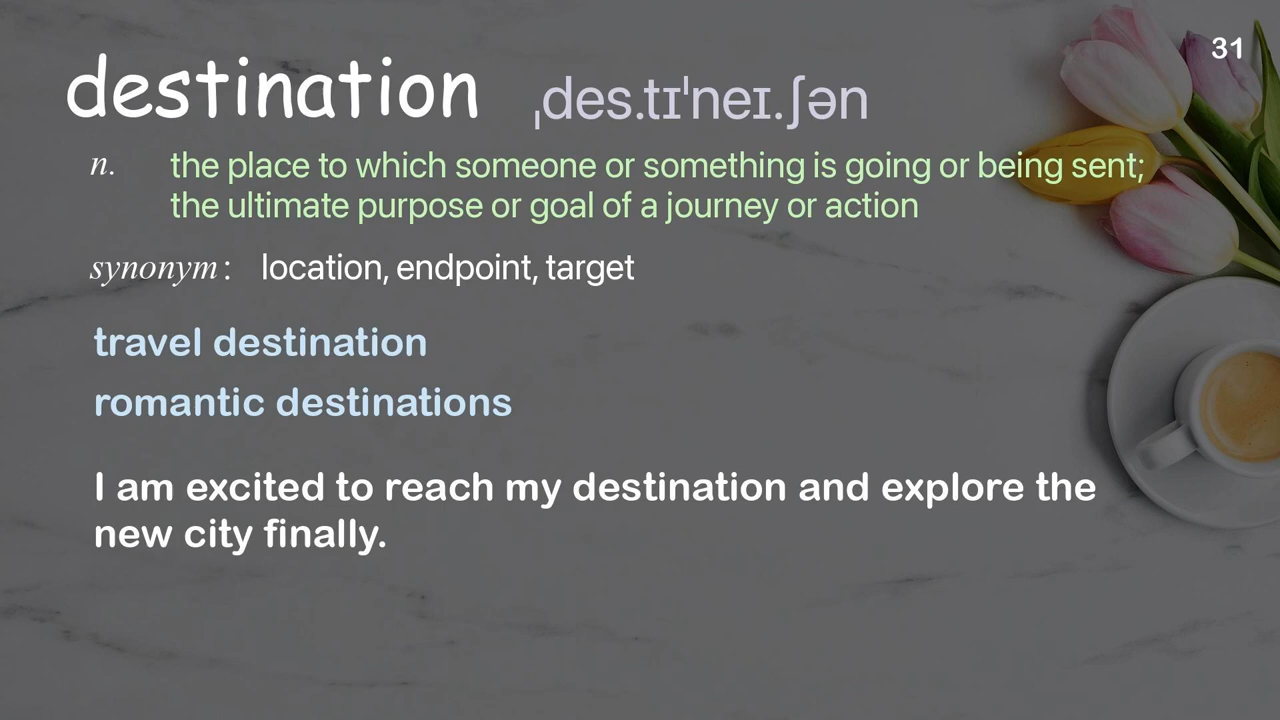 31
destination ˌdes.tɪˈneɪ.ʃən
n. the place to which someone or something is going or being sent;
the ultimate purpose or goal of a journey or action
synonym: location, endpoint, target
travel destination
romantic destinations
I am excited to reach my destination and explore the
new city finally.